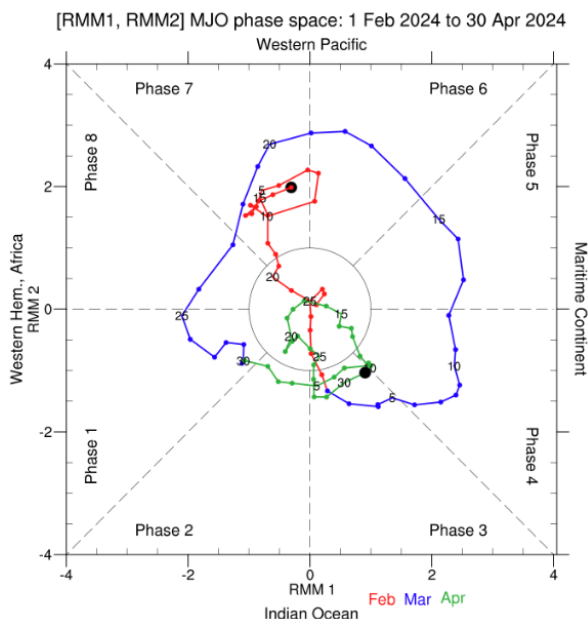 [RMM1, RMM2] MJO phase space: 1 Feb 2024 to 30 Apr 2024
Western Pacific
4
Phase 7
Phase 6
20
Phase 8
Phase 5
2
5
15
10
15
20
Western Hem., Africa
RMM 2
Maritime Continent
0
25
25
15
20
25
30
5
30
10
5
-2
Phase 1
Phase 4
Phase 2
Phase 3
-4
-4
-2
0
2
4
RMM 1
Feb Mar Apr
Indian Ocean